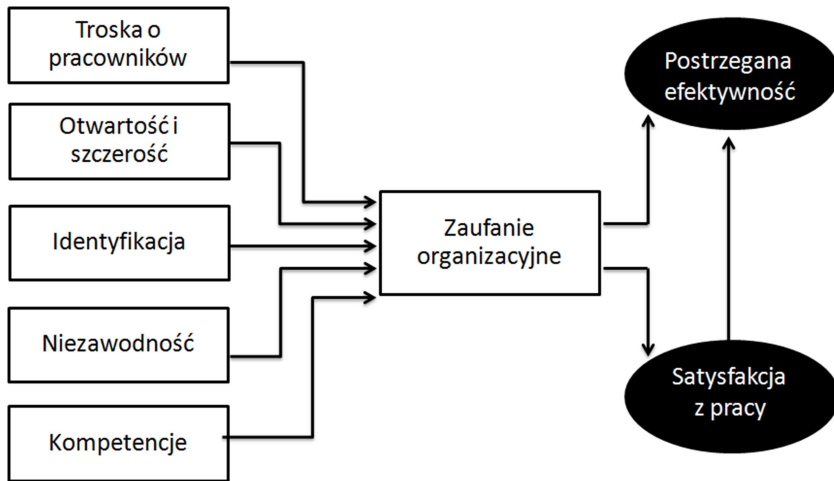 Troska o
pracowników
Otwartość i
szczerość
Identyfikacja
Niezawodność
Kompetencje
Zaufanie
organizacyjne
Postrzegana
efektywność
Satysfakcja
z pracy